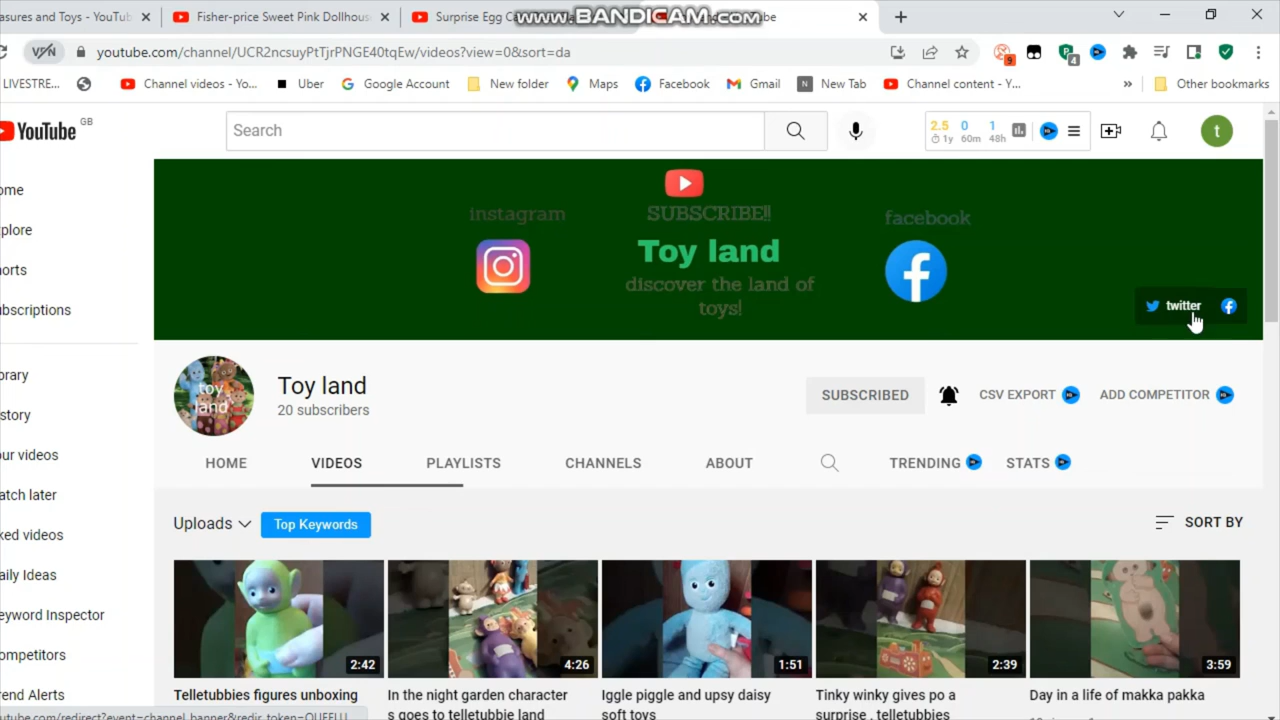 asures and Toys - YouTub
Fisher-price Sweet Pink Dollhous
Surprise Egg Ca
www.BANDICAM.com
VPN
youtube.com/channel/UCR2ncsuyPtTjrPNGE40tqEw/videos?view=0&sort=da
9
4
LIVESTRE...
Channel videos - Yo...
Uber
Google Account
New folder
Maps
Facebook
Gmail
New Tab
Channel content - Y...
»
Other bookmarks
YouTube GB
Search
2.5 0 1
1y 60m 48h
t
ome
xplore
orts
ubscriptions
brary
story
our videos
atch later
ked videos
aily Ideas
eyword Inspector
ompetitors
rend Alerts
instagram
SUBSCRIBE!!
facebook
Toy land
discover the land of
toys!
twitter
toy
land
Toy land
20 subscribers
SUBSCRIBED
CSV EXPORT
ADD COMPETITOR
HOME
VIDEOS
PLAYLISTS
CHANNELS
ABOUT
TRENDING
STATS
Uploads
Top Keywords
SORT BY
2:42
4:26
1:51
2:39
3:59
Telletubbies figures unboxing
In the night garden character
s goes to telletubbie land
Iggle piggle and upsy daisy
soft toys
Tinky winky gives po a
surprise , telletubbies
Day in a life of makka pakka